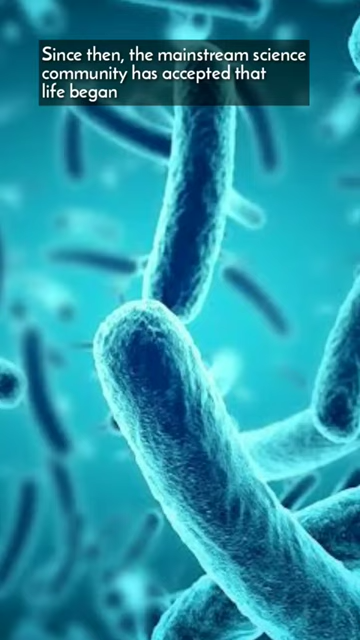 Since then, the mainstream science
community has accepted that
life began